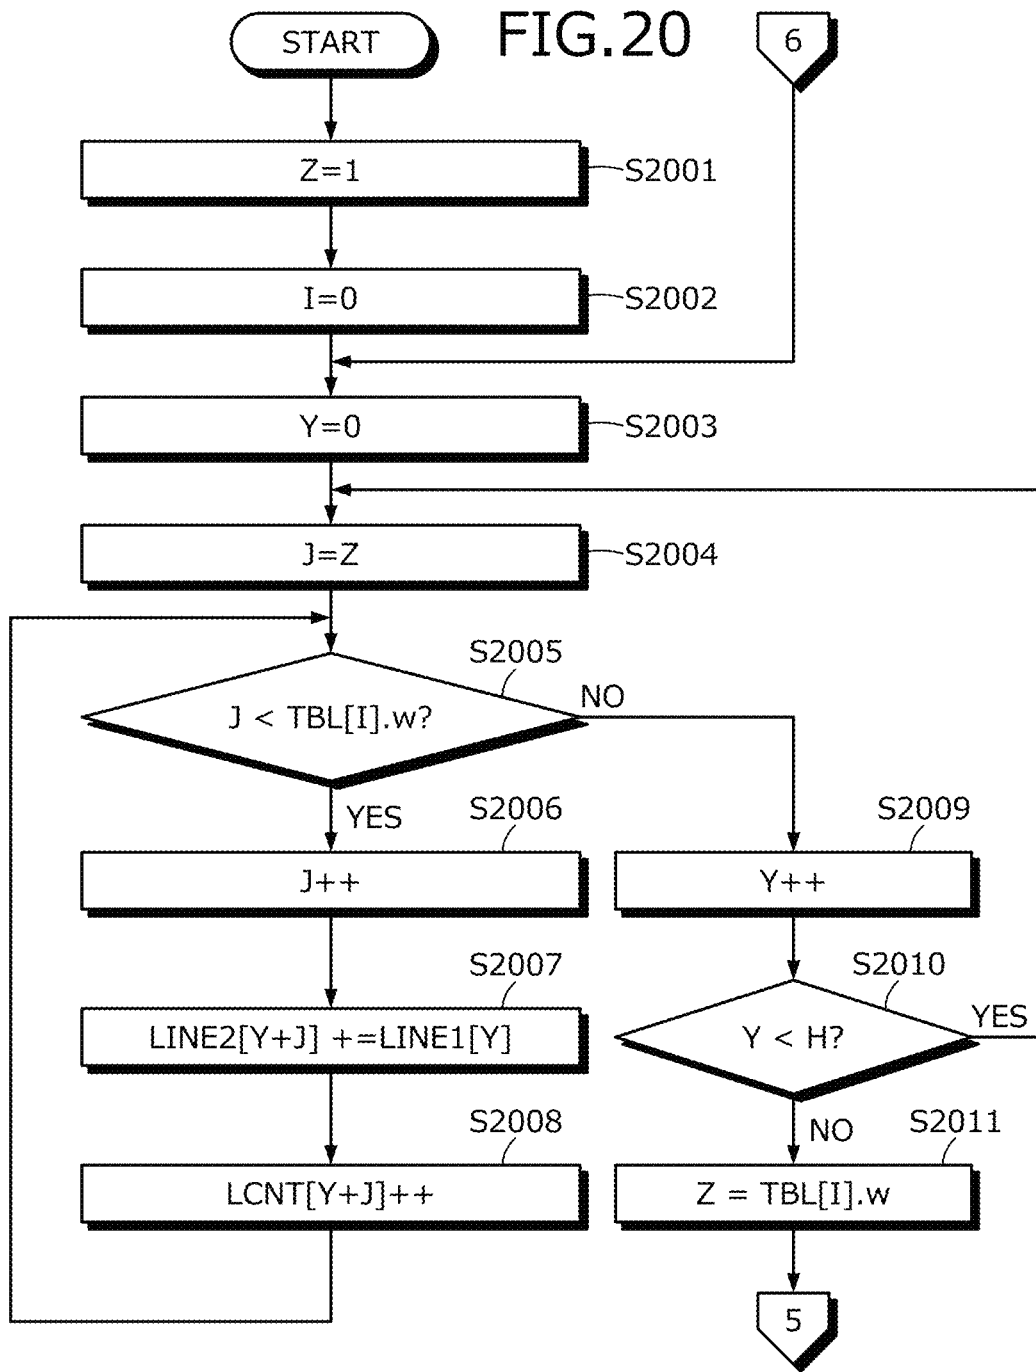 FIG.20
START
6
Z=1
S2001
I=0
S2002
Y=0
S2003
J=Z
S2004
S2005
J < TBL[I].w?
NO
YES
S2006
J++
S2009
Y++
S2007
LINE2[Y+J] +=LINE1[Y]
S2010
Y < H?
YES
NO
S2008
LCNT[Y+J]++
S2011
Z = TBL[I].w
5